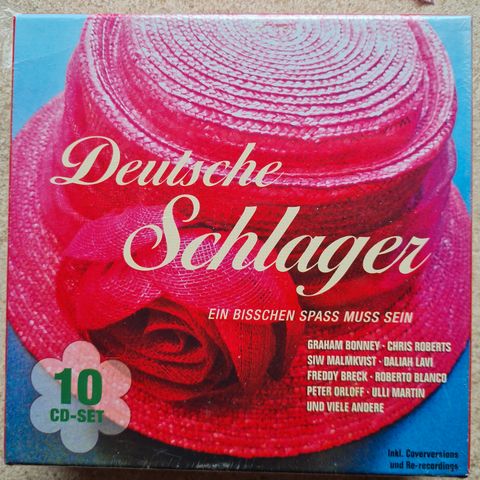 Deutsche
Schlager
EIN BISSCHEN SPASS MUSS SEIN
GRAHAM BONNEY · CHRIS ROBERTS
SIW MALMKVIST · DALIAH LAVI
FREDDY BRECK · ROBERTO BLANCO
PETER ORLOFF · ULLI MARTIN
UND VIELE ANDERE
10
CD-SET
Inkl. Coverversions
und Re-recordings